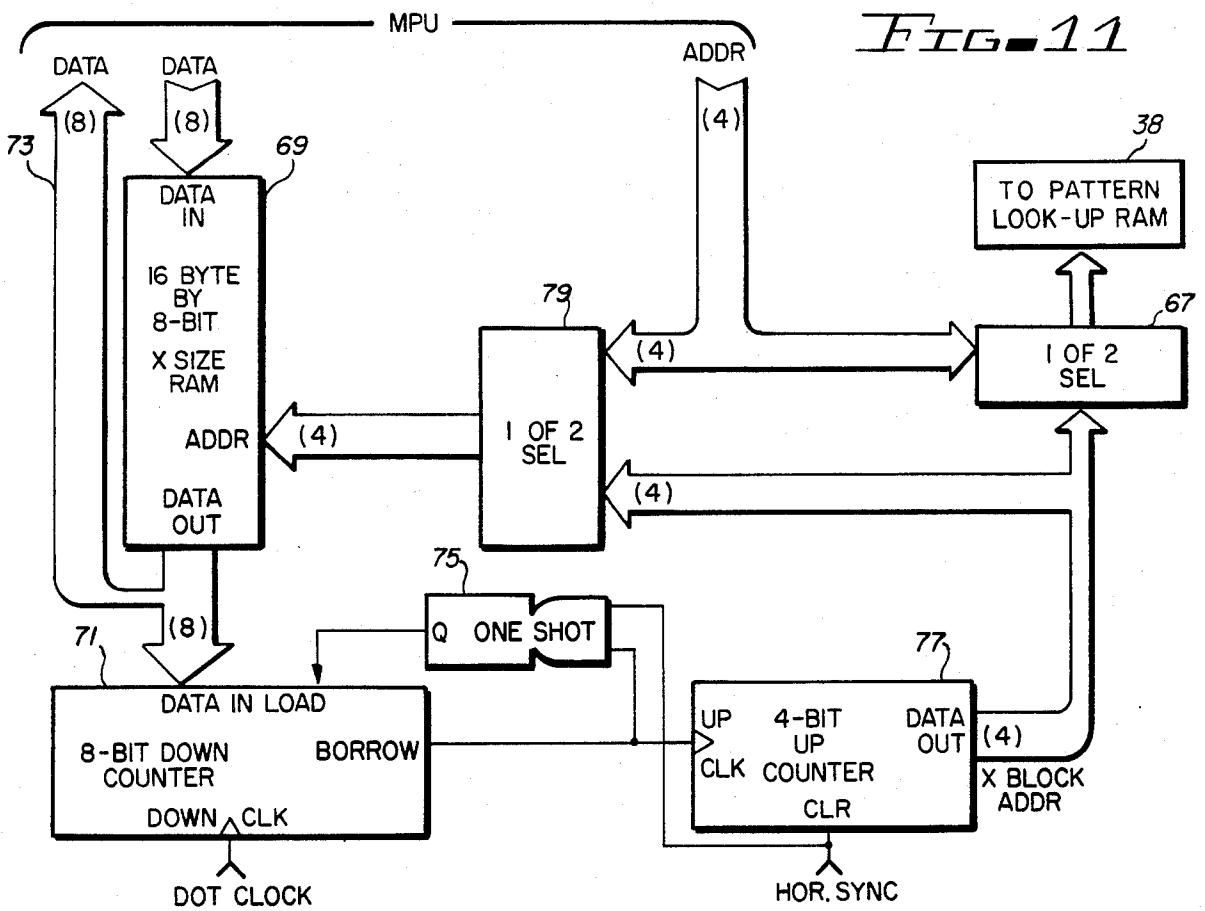 MPU
FIG-11
DATA
DATA
ADDR
(8)
(8)
(4)
73
69
38
DATA
IN
TO PATTERN
LOOK-UP RAM
16 BYTE
BY
8-BIT
X SIZE
RAM
79
67
(4)
1 OF 2
SEL
ADDR
(4)
1 OF 2
SEL
(4)
DATA
OUT
75
(8)
Q ONE SHOT
71
77
DATA IN LOAD
8-BIT DOWN
COUNTER
BORROW
UP
CLK
4-BIT
UP
COUNTER
DATA
OUT
(4)
X BLOCK
ADDR
DOWN CLK
CLR
DOT CLOCK
HOR. SYNC